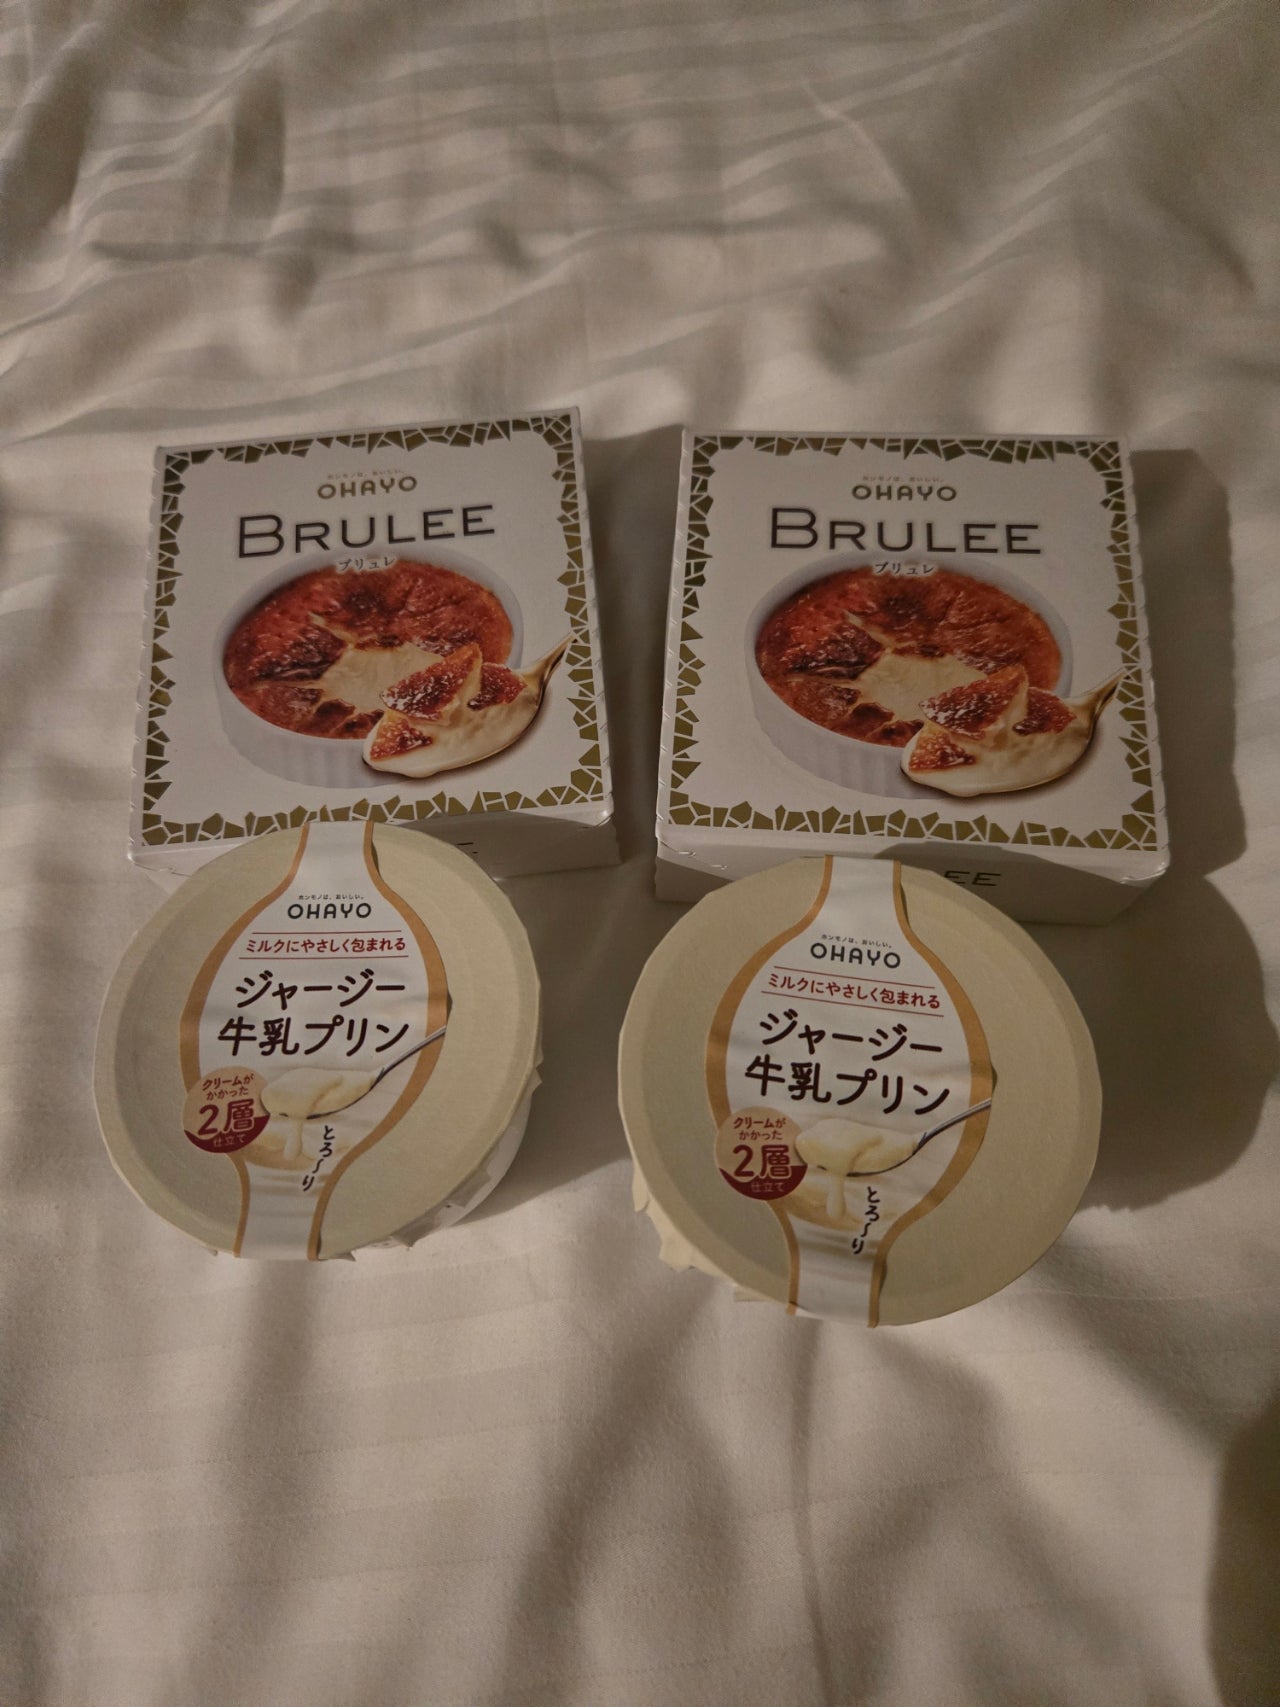 ホンモノは、おいしい。
OHAYO
BRULEE
ブリュレ
ホンモノは、おいしい。
OHAYO
BRULEE
ブリュレ
EE
ホンモノは、おいしい。
OHAYO
ミルクにやさしく包まれる
ジャージー
牛乳プリン
クリームが
かかった
2層
仕立て
とろ〜り
ホンモノは、おいしい。
OHAYO
ミルクにやさしく包まれる
ジャージー
牛乳プリン
クリームが
かかった
2層
仕立て
とろ〜り